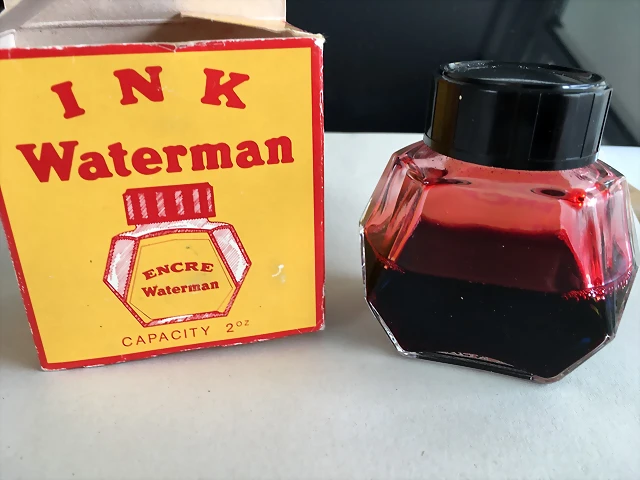 INK
Waterman
ENCRE
Waterman
CAPACITY 2oz